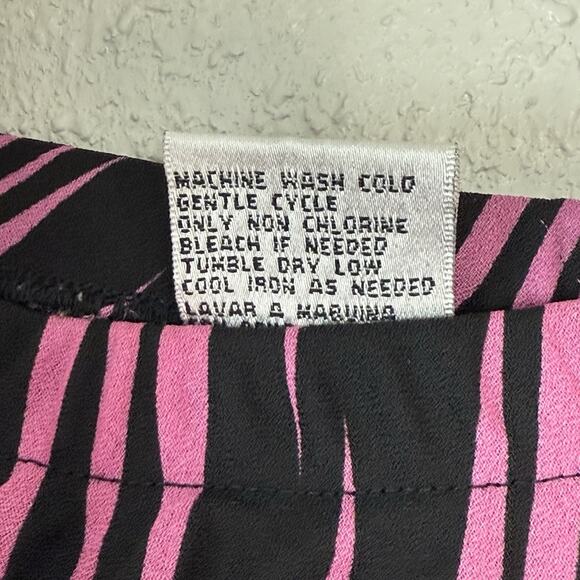 MACHINE WASH COLD
GENTLE CYCLE
ONLY NON CHLORINE
BLEACH IF NEEDED
TUMBLE DRY LOW
COOL IRON AS NEEDED
LAVAR A MAQUINA